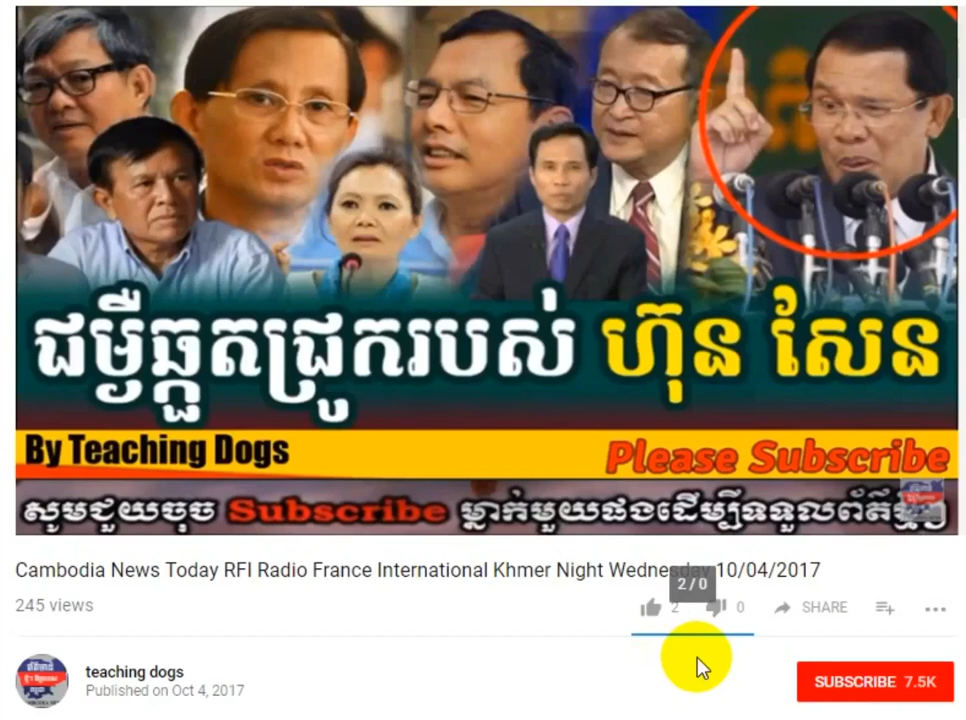 ជម្ងឺឆ្កួតជ្រូករបស់ ហ៊ុន សែន
By Teaching Dogs
Please Subscribe
សូមជួយចុច Subscribe ម្នាក់មួយផងដើម្បីទទួលព័ត៌មាន
Cambodia News Today RFI Radio France International Khmer Night Wednesday 10/04/2017
2/0
245 views
2
0
SHARE
teaching dogs
Published on Oct 4, 2017
SUBSCRIBE 7.5K